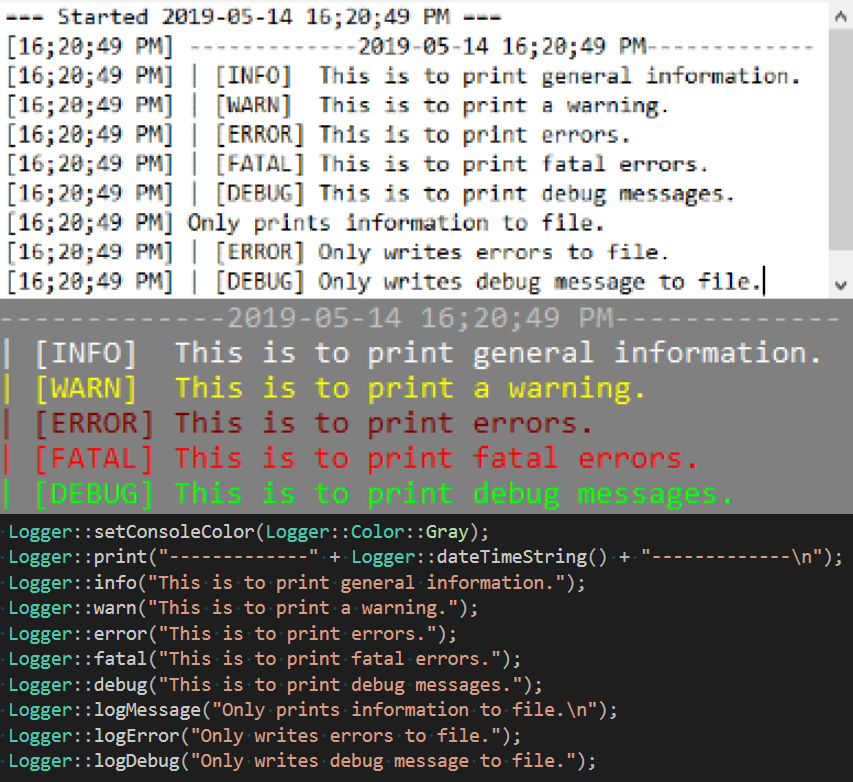 --- Started 2019-05-14 16;20;49 PM ---
[16;20;49 PM] -------------2019-05-14 16;20;49 PM-------------
[16;20;49 PM] | [INFO]  This is to print general information.
[16;20;49 PM] | [WARN]  This is to print a warning.
[16;20;49 PM] | [ERROR] This is to print errors.
[16;20;49 PM] | [FATAL] This is to print fatal errors.
[16;20;49 PM] | [DEBUG] This is to print debug messages.
[16;20;49 PM] Only prints information to file.
[16;20;49 PM] | [ERROR] Only writes errors to file.
[16;20;49 PM] | [DEBUG] Only writes debug message to file.
-------------2019-05-14 16;20;49 PM-------------
| [INFO]  This is to print general information.
| [WARN]  This is to print a warning.
| [ERROR] This is to print errors.
| [FATAL] This is to print fatal errors.
| [DEBUG] This is to print debug messages.
Logger::setConsoleColor(Logger::Color::Gray);
Logger::print("-------------" + Logger::dateTimeString() + "-------------\n");
Logger::info("This is to print general information.");
Logger::warn("This is to print a warning.");
Logger::error("This is to print errors.");
Logger::fatal("This is to print fatal errors.");
Logger::debug("This is to print debug messages.");
Logger::logMessage("Only prints information to file.\n");
Logger::logError("Only writes errors to file.");
Logger::logDebug("Only writes debug message to file.");